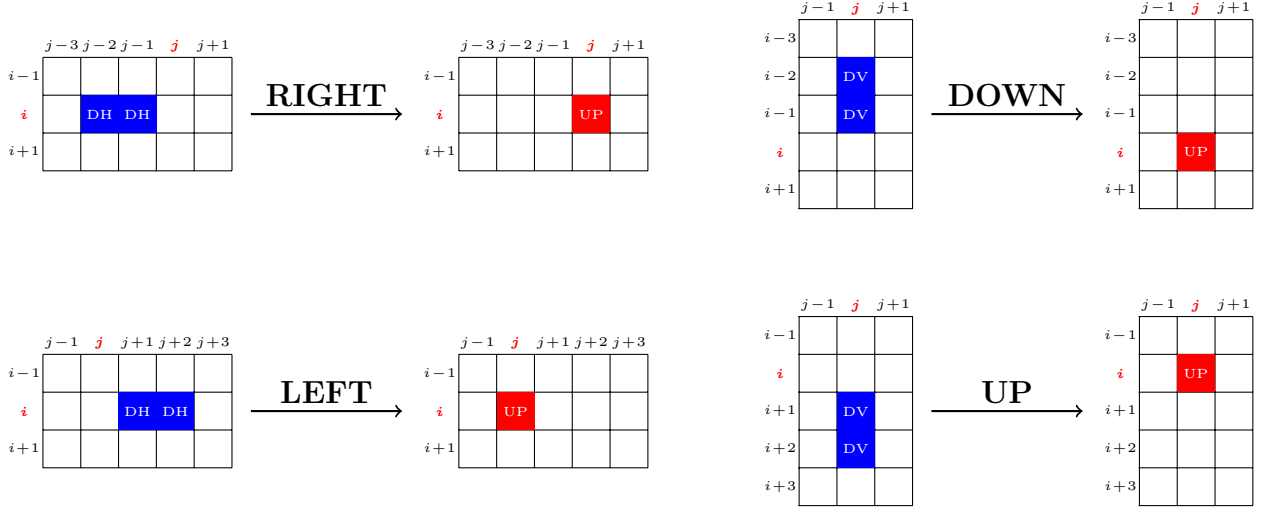 j−3 j−2 j−1 j j+1
i−1
i DH DH
i+1
RIGHT
j−3 j−2 j−1 j j+1
i−1
i UP
i+1
j−1 j j+1
i−3
i−2 DV
i−1 DV
i
i+1
DOWN
j−1 j j+1
i−3
i−2
i−1
i UP
i+1
j−1 j j+1 j+2 j+3
i−1
i DH DH
i+1
LEFT
j−1 j j+1 j+2 j+3
i−1
i UP
i+1
j−1 j j+1
i−1
i
i+1 DV
i+2 DV
i+3
UP
j−1 j j+1
i−1
i UP
i+1
i+2
i+3